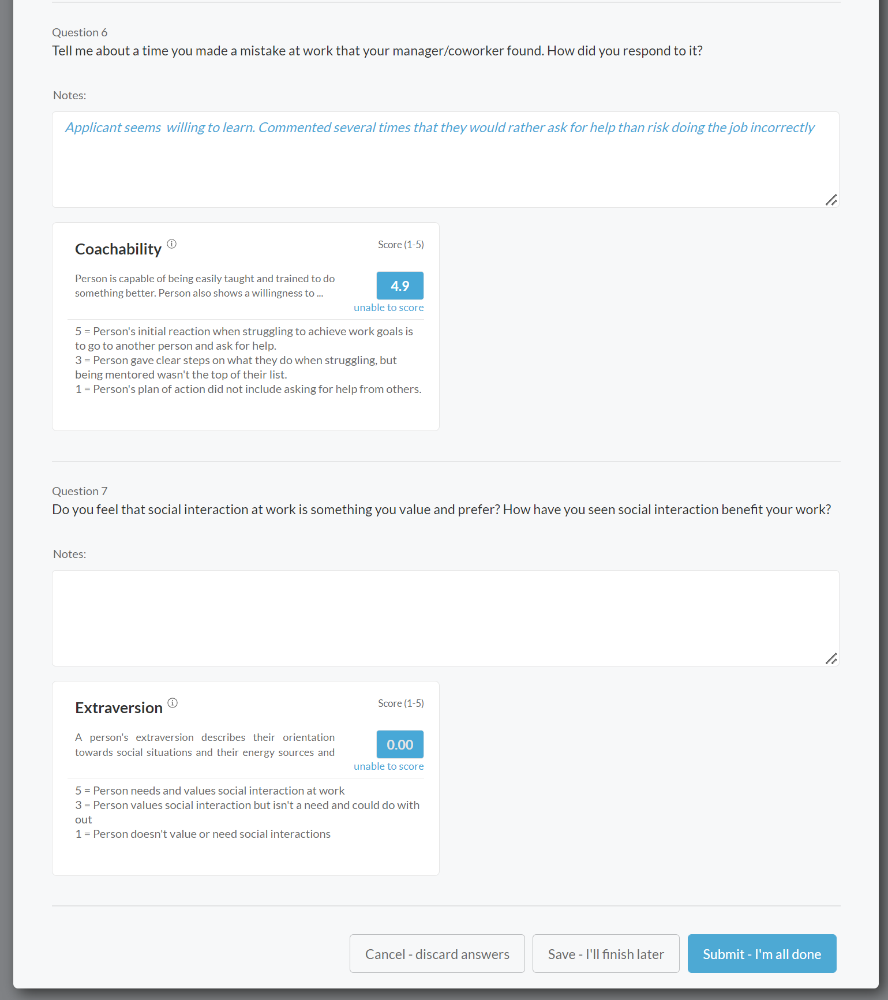 Question 6
Tell me about a time you made a mistake at work that your manager/coworker found. How did you respond to it?
Notes:
Applicant seems  willing to learn. Commented several times that they would rather ask for help than risk doing the job incorrectly
Coachability
Score (1-5)
Person is capable of being easily taught and trained to do
something better. Person also shows a willingness to ...
4.9
unable to score
5 = Person's initial reaction when struggling to achieve work goals is
to go to another person and ask for help.
3 = Person gave clear steps on what they do when struggling, but
being mentored wasn't the top of their list.
1 = Person's plan of action did not include asking for help from others.
Question 7
Do you feel that social interaction at work is something you value and prefer? How have you seen social interaction benefit your work?
Notes:
Extraversion
Score (1-5)
A person's extraversion describes their orientation
towards social situations and their energy sources and
0.00
unable to score
5 = Person needs and values social interaction at work
3 = Person values social interaction but isn't a need and could do with
out
1 = Person doesn't value or need social interactions
Cancel - discard answers
Save - I'll finish later
Submit - I'm all done